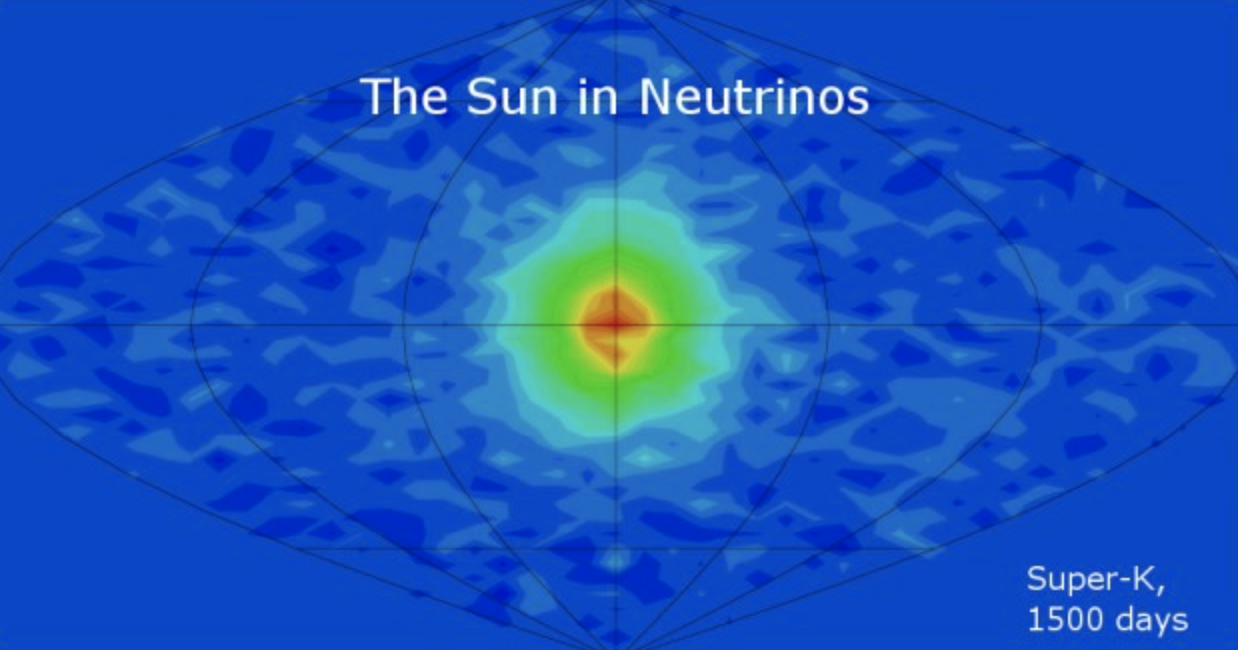 The Sun in Neutrinos
Super-K,
1500 days